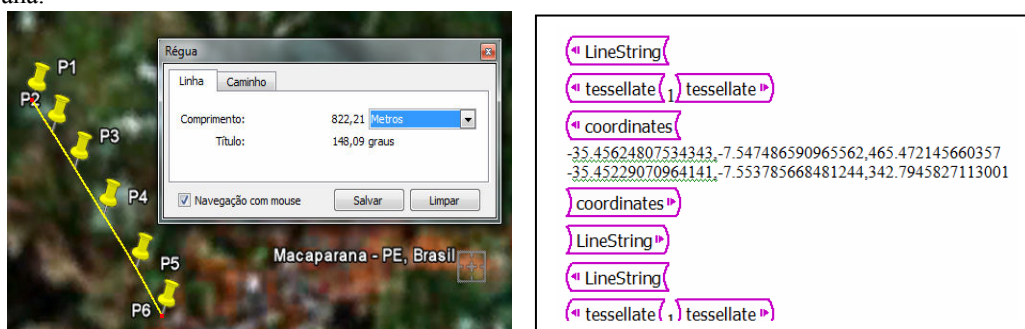 P1
P2
P3
P4
P5
P6
Macaparana - PE, Brasil
Régua
Linha Caminho
Comprimento: 822,21 Metros
Título: 148,09 graus
Navegação com mouse Salvar Limpar
LineString
tessellate 1 tessellate
coordinates
-35.45624807534343,-7.547486590965562,465.472145660357
-35.45229070964141,-7.553785668481244,342.7945827113001
coordinates
LineString
LineString
tessellate 1 tessellate